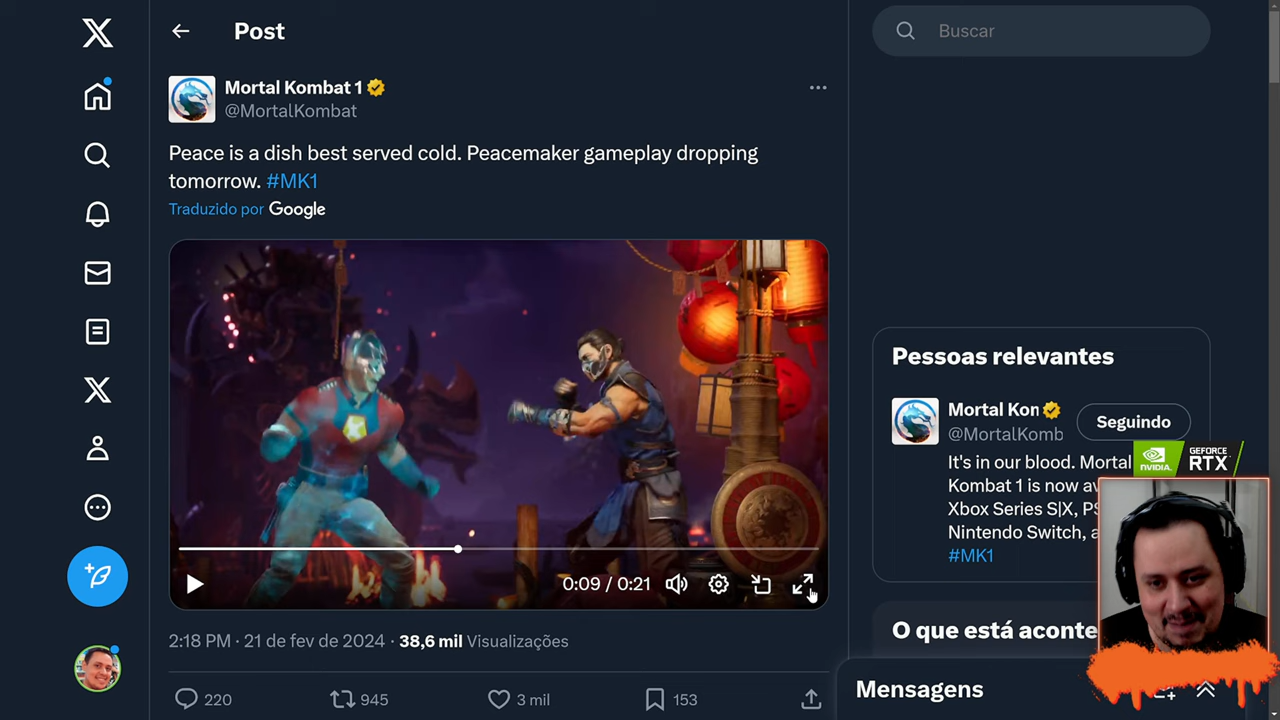 Post
Buscar
Mortal Kombat 1
@MortalKombat
Peace is a dish best served cold. Peacemaker gameplay dropping
tomorrow. #MK1
Traduzido por Google
0:09 / 0:21
2:18 PM · 21 de fev de 2024 · 38,6 mil Visualizações
220
945
3 mil
153
Pessoas relevantes
Mortal Kon
@MortalKomb
Seguindo
It's in our blood. Mortal
Kombat 1 is now av
Xbox Series S|X, PS
Nintendo Switch, a
#MK1
NVIDIA.
GEFORCE
RTX
O que está aconte
Mensagens